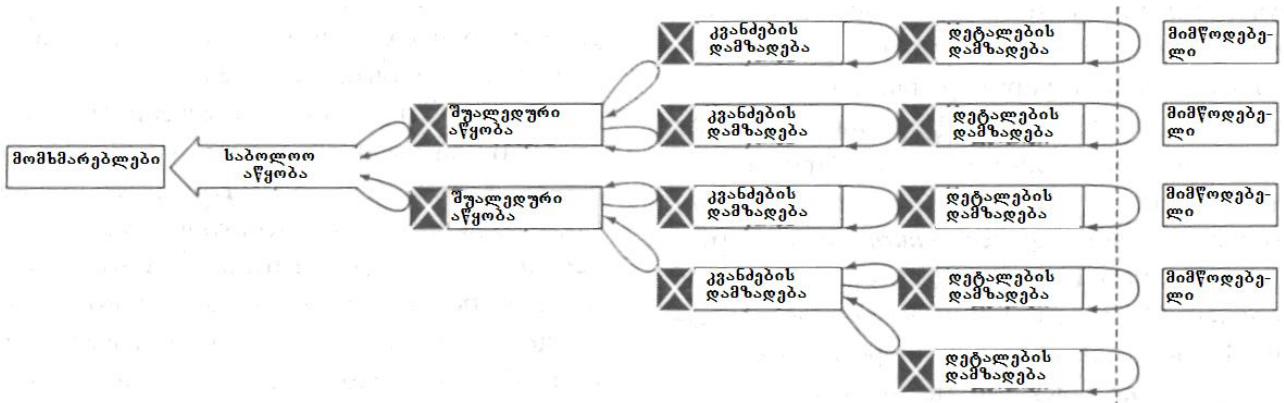 კვანძების
დამზადება
დეტალების
დამზადება
მიმწოდებე-
ლი
შუალედური
აწყობა
კვანძების
დამზადება
დეტალების
დამზადება
მიმწოდებე-
ლი
მომხმარებლები
საბოლოო
აწყობა
შუალედური
აწყობა
კვანძების
დამზადება
დეტალების
დამზადება
მიმწოდებე-
ლი
კვანძების
დამზადება
დეტალების
დამზადება
მიმწოდებე-
ლი
დეტალების
დამზადება